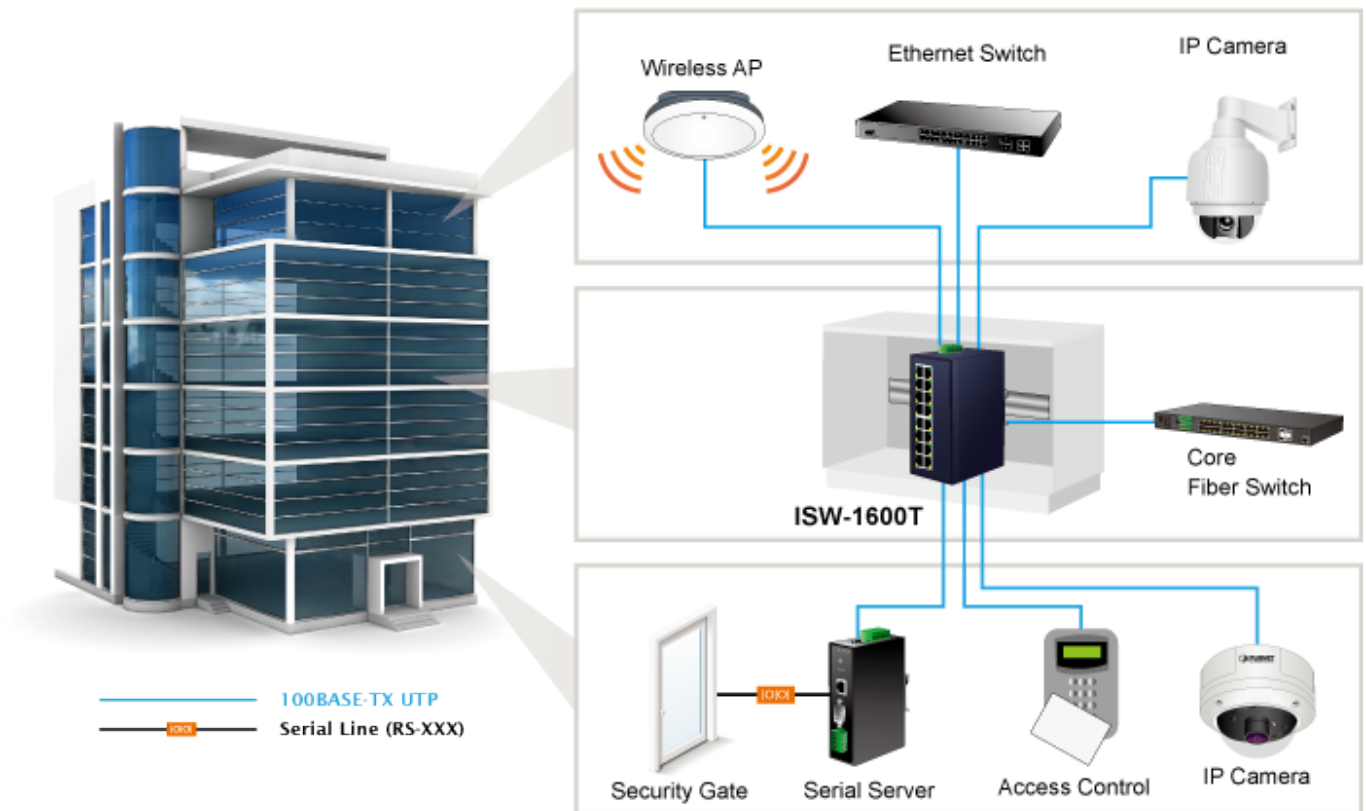 Wireless AP
Ethernet Switch
IP Camera
ISW-1600T
Core
Fiber Switch
100BASE-TX UTP
Serial Line (RS-XXX)
Security Gate
Serial Server
Access Control
IP Camera
PLANET